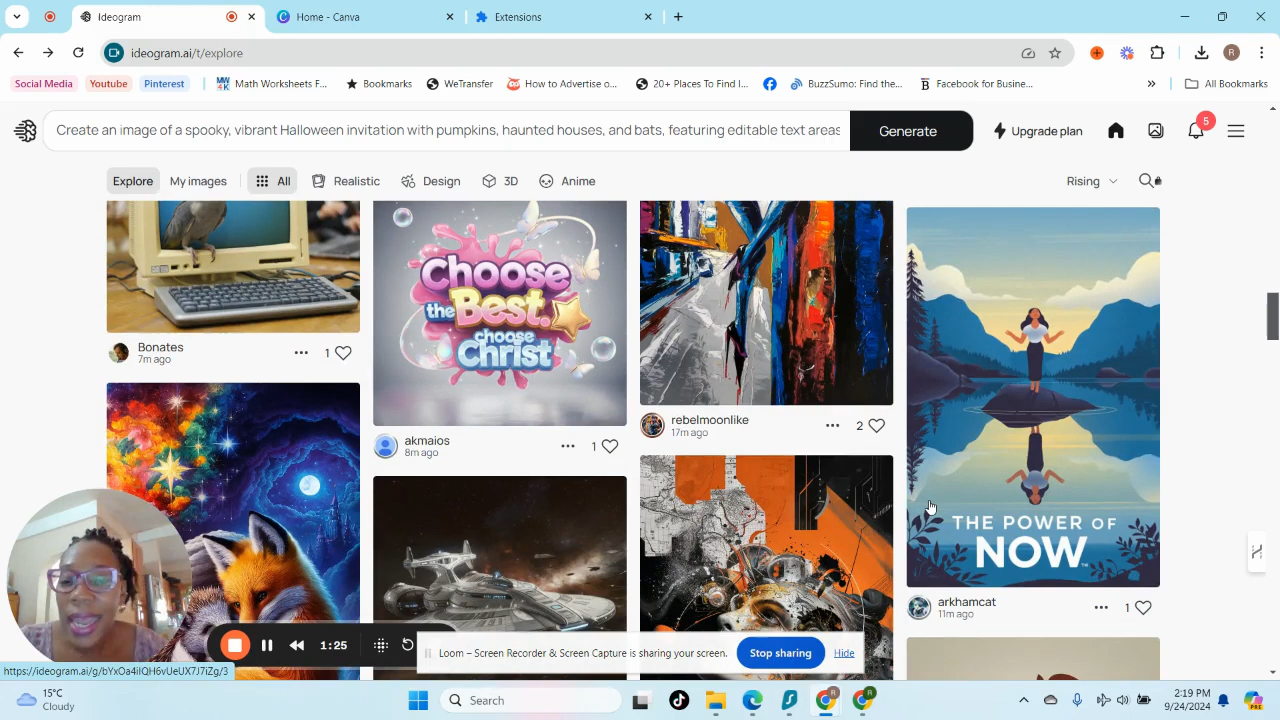 Ideogram
Home - Canva
Extensions
ideogram.ai/t/explore
R
Social Media
Youtube
Pinterest
Math Worksheets F...
Bookmarks
WeTransfer
How to Advertise o...
20+ Places To Find I...
BuzzSumo: Find the...
Facebook for Busine...
All Bookmarks
Create an image of a spooky, vibrant Halloween invitation with pumpkins, haunted houses, and bats, featuring editable text areas
Generate
Upgrade plan
5
Explore
My images
All
Realistic
Design
3D
Anime
Rising
Choose
the Best.
choose
Christ
THE POWER OF
NOW
Bonates
7m ago
1
akmaios
8m ago
1
rebelmoonlike
17m ago
2
arkhamcat
11m ago
1
1:25
Loom – Screen Recorder & Screen Capture is sharing your screen.
Stop sharing
Hide
https://ideogram.ai/g/bYxOa4iIQH6vUeUX7J7iZg/3
15°C
Cloudy
Search
2:19 PM
9/24/2024
PRE